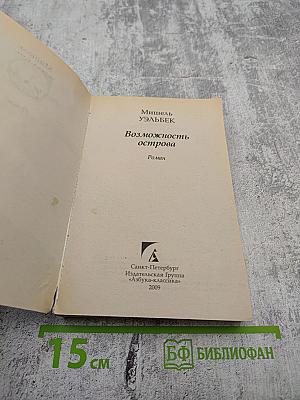 Мишель
УЭЛЬБЕК
Возможность
острова
Роман
Санкт-Петербург
Издательская Группа
«Азбука-классика»
2009
15 см
БФ БИБЛИОФАН